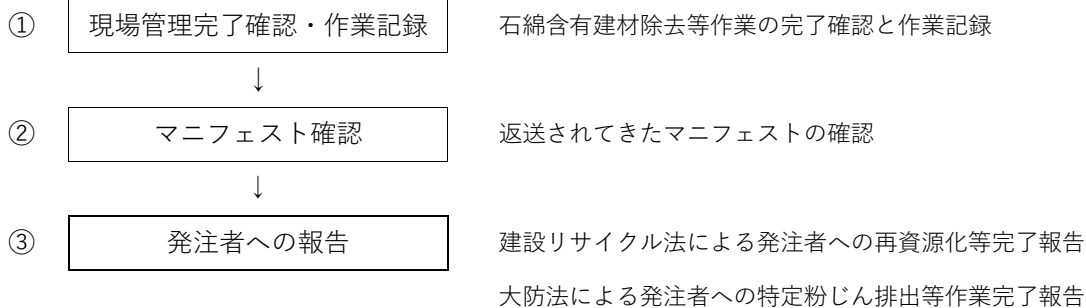 ① 現場管理完了確認・作業記録 石綿含有建材除去等作業の完了確認と作業記録
↓
② マニフェスト確認 返送されてきたマニフェストの確認
↓
③ 発注者への報告 建設リサイクル法による発注者への再資源化等完了報告
大防法による発注者への特定粉じん排出等作業完了報告